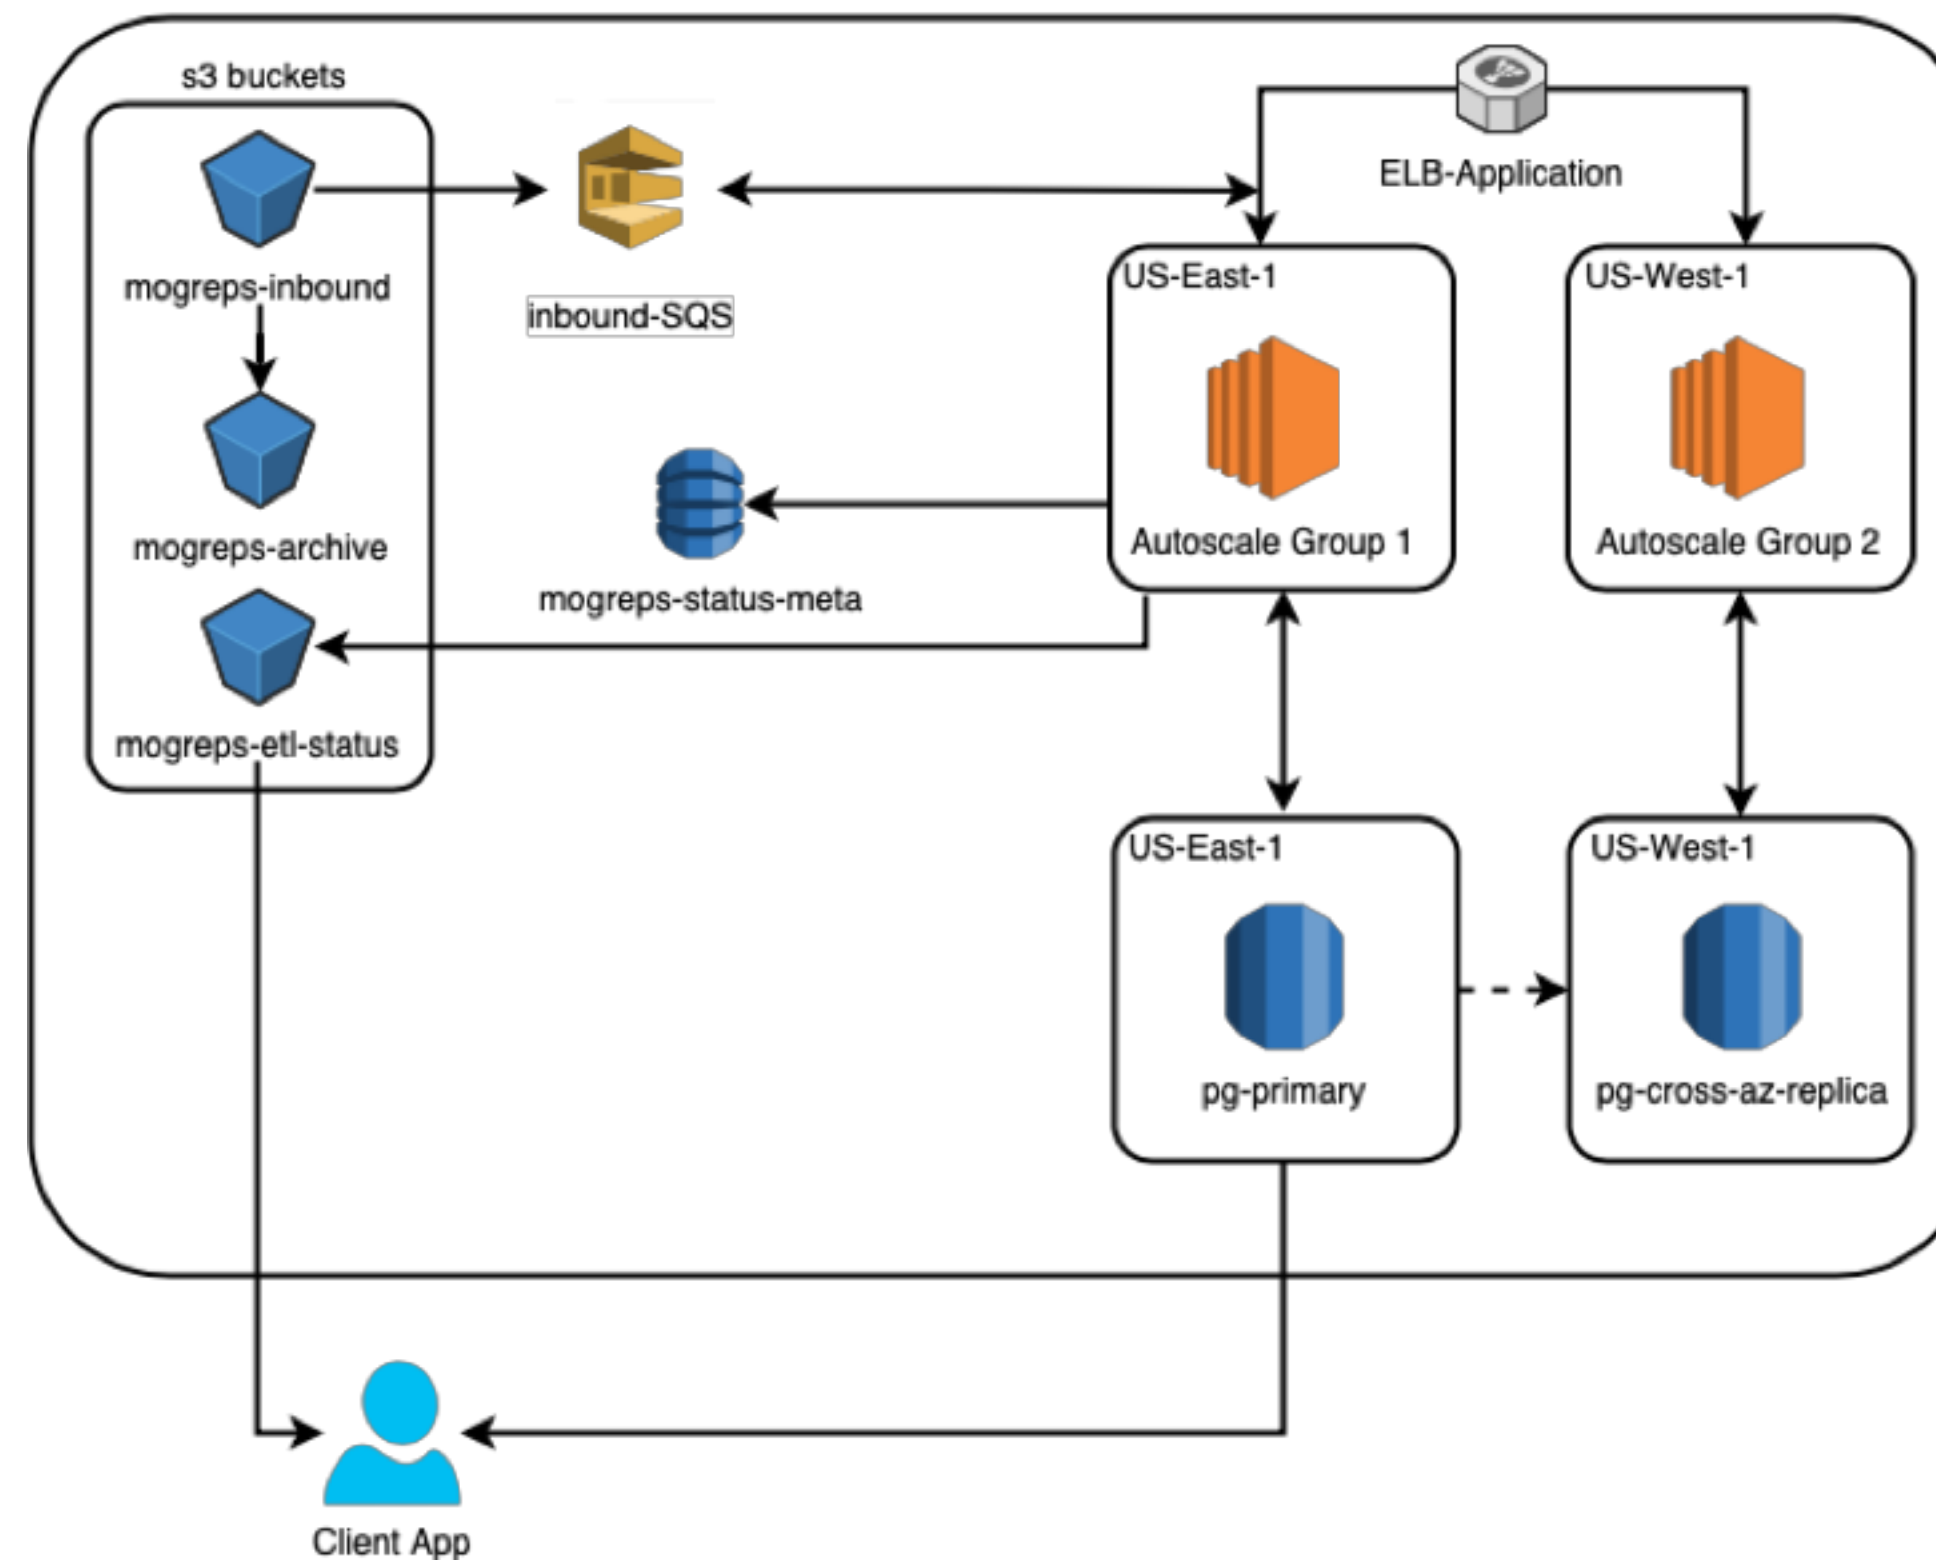 s3 buckets
mogreps-inbound
mogreps-archive
mogreps-etl-status
inbound-SQS
mogreps-status-meta
ELB-Application
US-East-1
Autoscale Group 1
US-West-1
Autoscale Group 2
US-East-1
pg-primary
US-West-1
pg-cross-az-replica
Client App